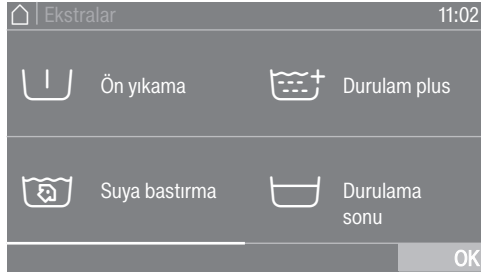 Ekstralar 11:02
Ön yıkama
Durulam plus
Suya bastırma
Durulama
sonu
OK